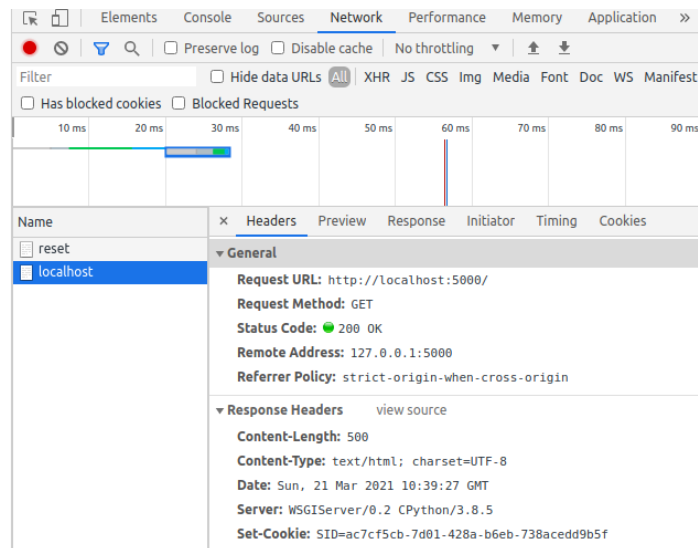 Elements Console Sources Network Performance Memory Application »
Preserve log Disable cache No throttling ▼
Filter Hide data URLs All XHR JS CSS Img Media Font Doc WS Manifest
Has blocked cookies Blocked Requests
10 ms 20 ms 30 ms 40 ms 50 ms 60 ms 70 ms 80 ms 90 ms
Name × Headers Preview Response Initiator Timing Cookies
reset
localhost
▼ General
Request URL: http://localhost:5000/
Request Method: GET
Status Code: 200 OK
Remote Address: 127.0.0.1:5000
Referrer Policy: strict-origin-when-cross-origin
▼ Response Headers view source
Content-Length: 500
Content-Type: text/html; charset=UTF-8
Date: Sun, 21 Mar 2021 10:39:27 GMT
Server: WSGIServer/0.2 CPython/3.8.5
Set-Cookie: SID=ac7cf5cb-7d01-428a-b6eb-738acedd9b5f